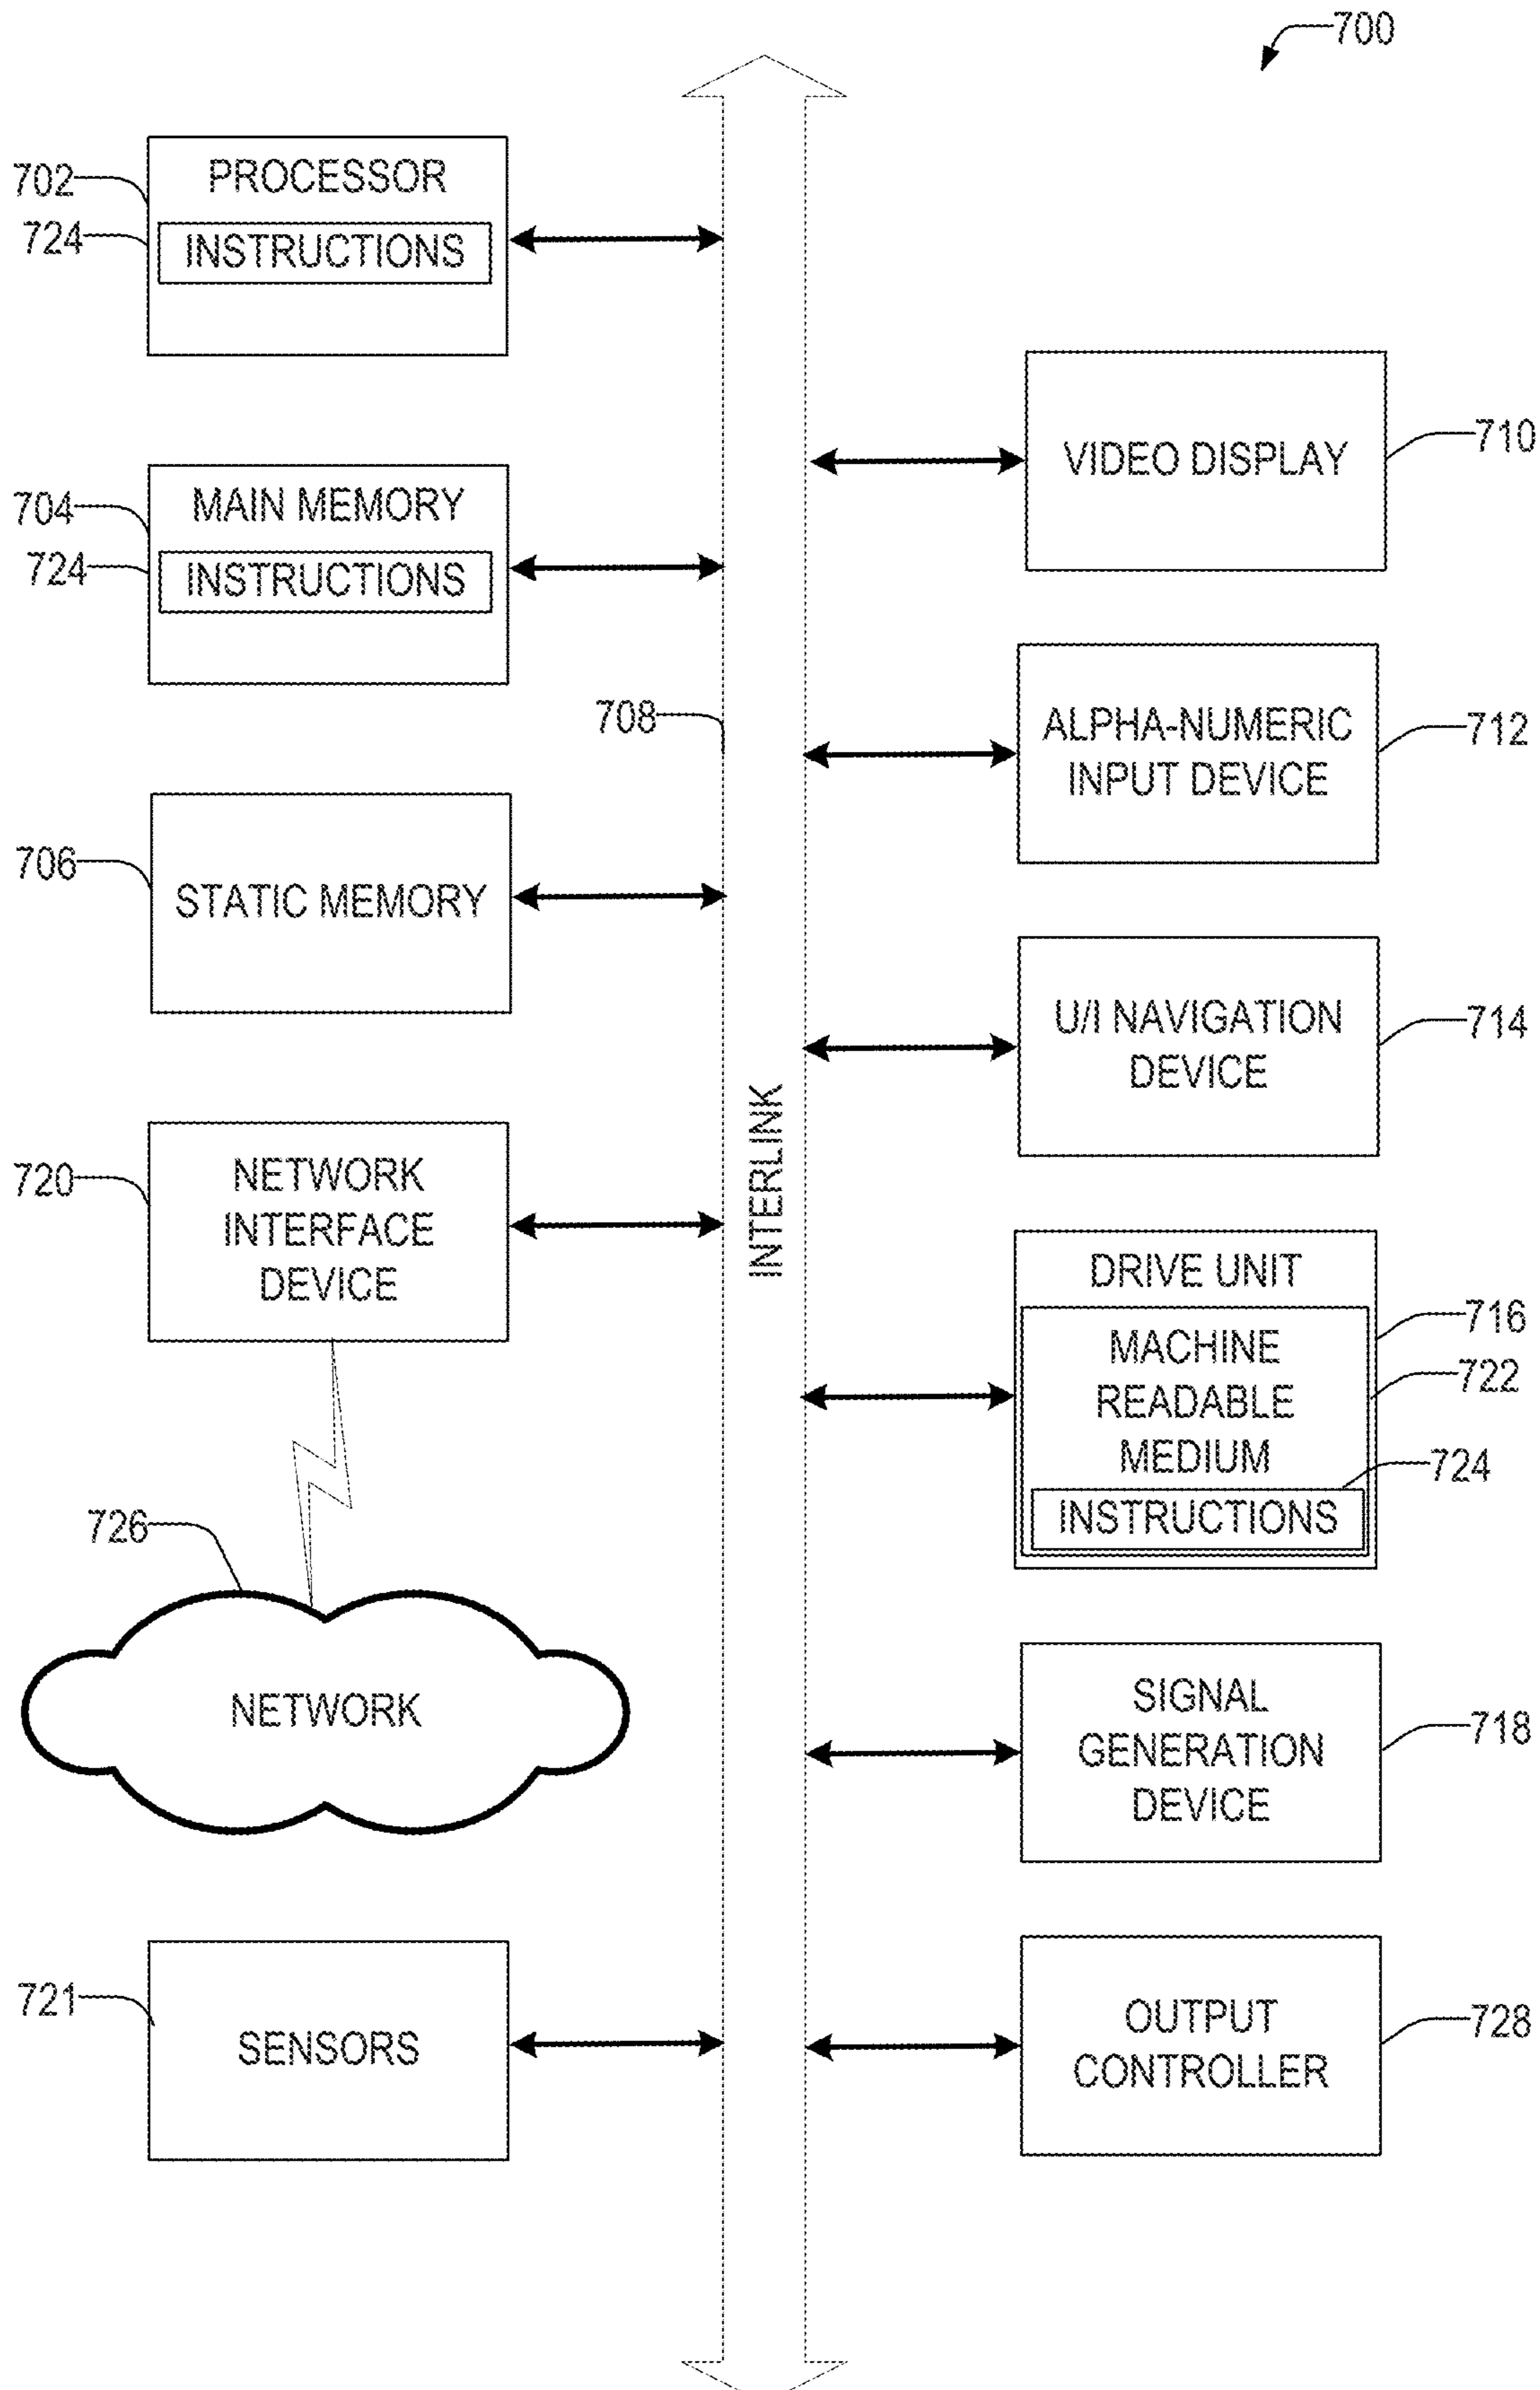 700
702
PROCESSOR
724
INSTRUCTIONS
704
MAIN MEMORY
724
INSTRUCTIONS
706
STATIC MEMORY
720
NETWORK
INTERFACE
DEVICE
726
NETWORK
721
SENSORS
708
INTERLINK
VIDEO DISPLAY
710
ALPHA-NUMERIC
INPUT DEVICE
712
U/I NAVIGATION
DEVICE
714
DRIVE UNIT
716
MACHINE
READABLE
MEDIUM
722
724
INSTRUCTIONS
SIGNAL
GENERATION
DEVICE
718
OUTPUT
CONTROLLER
728